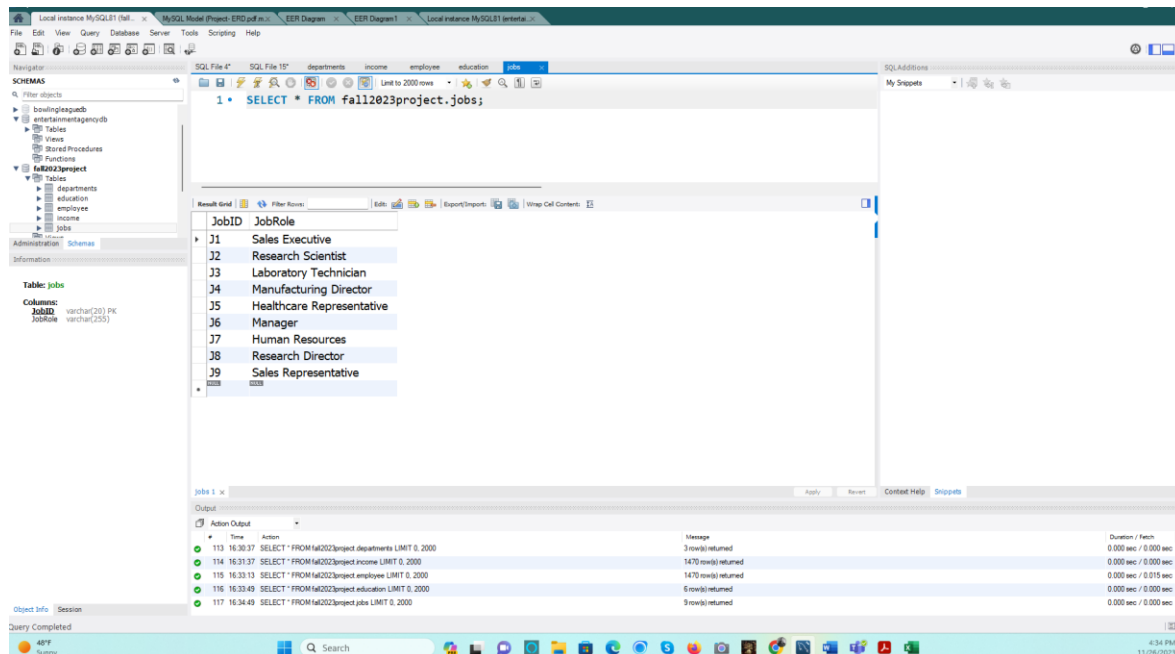 Local instance MySQL81 (fall... × MySQL Model (Project- ERD.pdf.m... × EER Diagram × EER Diagram1 × Local instance MySQL81 (entertai... ×
File Edit View Query Database Server Tools Scripting Help
Navigator
SCHEMAS
Filter objects
bowlingleaguedb
entertainmentagencydb
Tables
Views
Stored Procedures
Functions
fall2023project
Tables
departments
education
employee
income
jobs
Administration Schemas
Information
Table: jobs
Columns:
JobID varchar(20) PK
JobRole varchar(255)
Object Info Session
SQL File 4* SQL File 15* departments income employee education jobs ×
Limit to 2000 rows
1 SELECT * FROM fall2023project.jobs;
Result Grid Filter Rows: Edit: Export/Import: Wrap Cell Content:
JobID JobRole
J1 Sales Executive
J2 Research Scientist
J3 Laboratory Technician
J4 Manufacturing Director
J5 Healthcare Representative
J6 Manager
J7 Human Resources
J8 Research Director
J9 Sales Representative
NULL NULL
jobs 1 × Apply Revert
SQLAdditions
My Snippets
Context Help Snippets
Output
Action Output
# Time Action Message Duration / Fetch
113 16:30:37 SELECT * FROM fall2023project.departments LIMIT 0, 2000 3 row(s) returned 0.000 sec / 0.000 sec
114 16:31:37 SELECT * FROM fall2023project.income LIMIT 0, 2000 1470 row(s) returned 0.000 sec / 0.000 sec
115 16:33:13 SELECT * FROM fall2023project.employee LIMIT 0, 2000 1470 row(s) returned 0.000 sec / 0.015 sec
116 16:33:49 SELECT * FROM fall2023project.education LIMIT 0, 2000 6 row(s) returned 0.000 sec / 0.000 sec
117 16:34:49 SELECT * FROM fall2023project.jobs LIMIT 0, 2000 9 row(s) returned 0.000 sec / 0.000 sec
Query Completed
48°F
Sunny
Search
4:34 PM